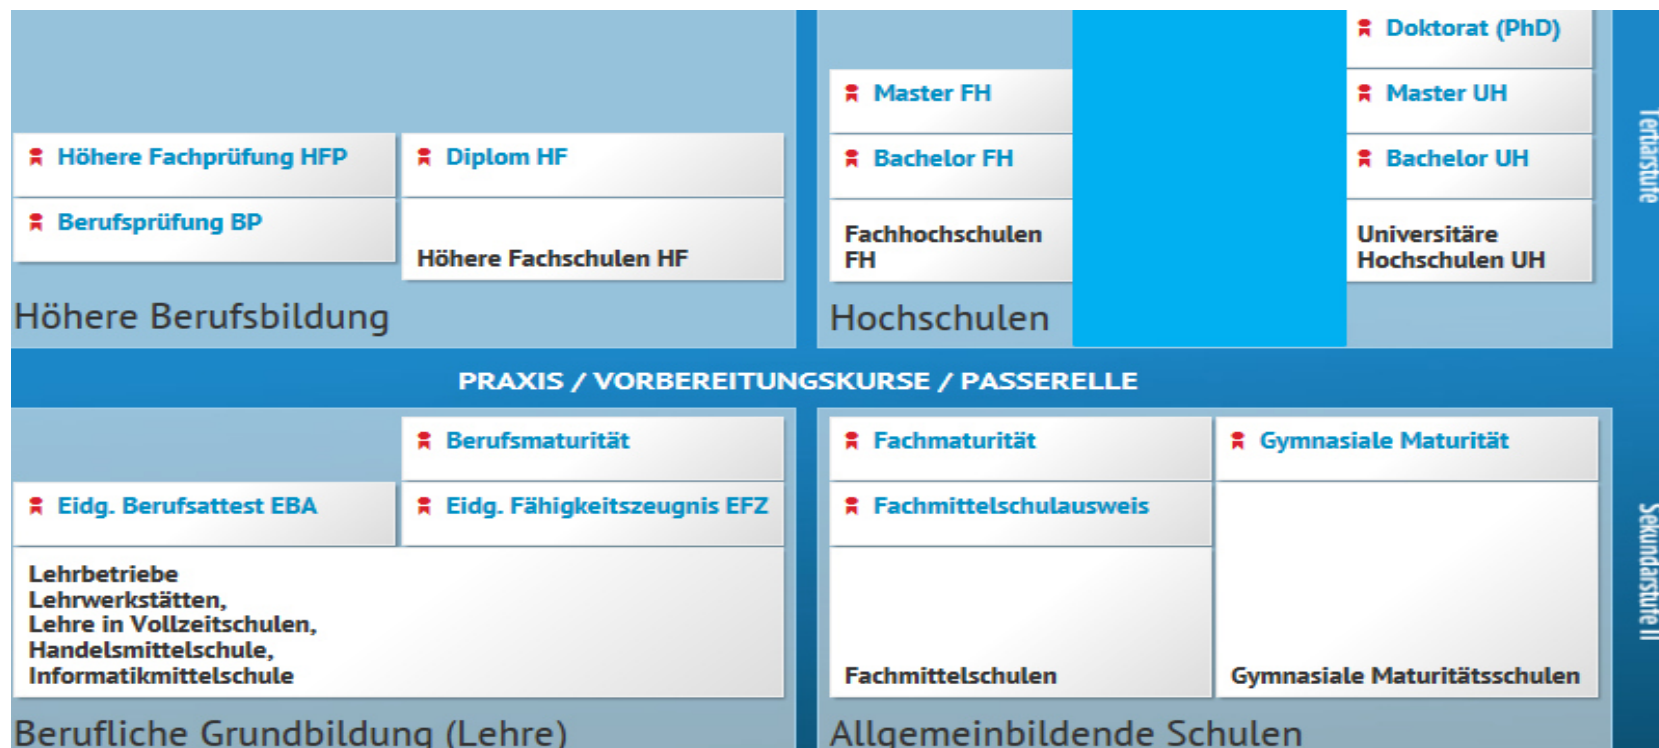 Doktorat (PhD)
Master FH
Master UH
Höhere Fachprüfung HFP
Diplom HF
Bachelor FH
Bachelor UH
Berufsprüfung BP
Höhere Fachschulen HF
Fachhochschulen
FH
Universitäre
Hochschulen UH
Höhere Berufsbildung
Hochschulen
Tertiärstufe
PRAXIS / VORBEREITUNGSKURSE / PASSERELLE
Berufsmaturität
Fachmaturität
Gymnasiale Maturität
Eidg. Berufsattest EBA
Eidg. Fähigkeitszeugnis EFZ
Fachmittelschulausweis
Lehrbetriebe
Lehrwerkstätten,
Lehre in Vollzeitschulen,
Handelsmittelschule,
Informatikmittelschule
Fachmittelschulen
Gymnasiale Maturitätsschulen
Berufliche Grundbildung (Lehre)
Allgemeinbildende Schulen
Sekundarstufe II